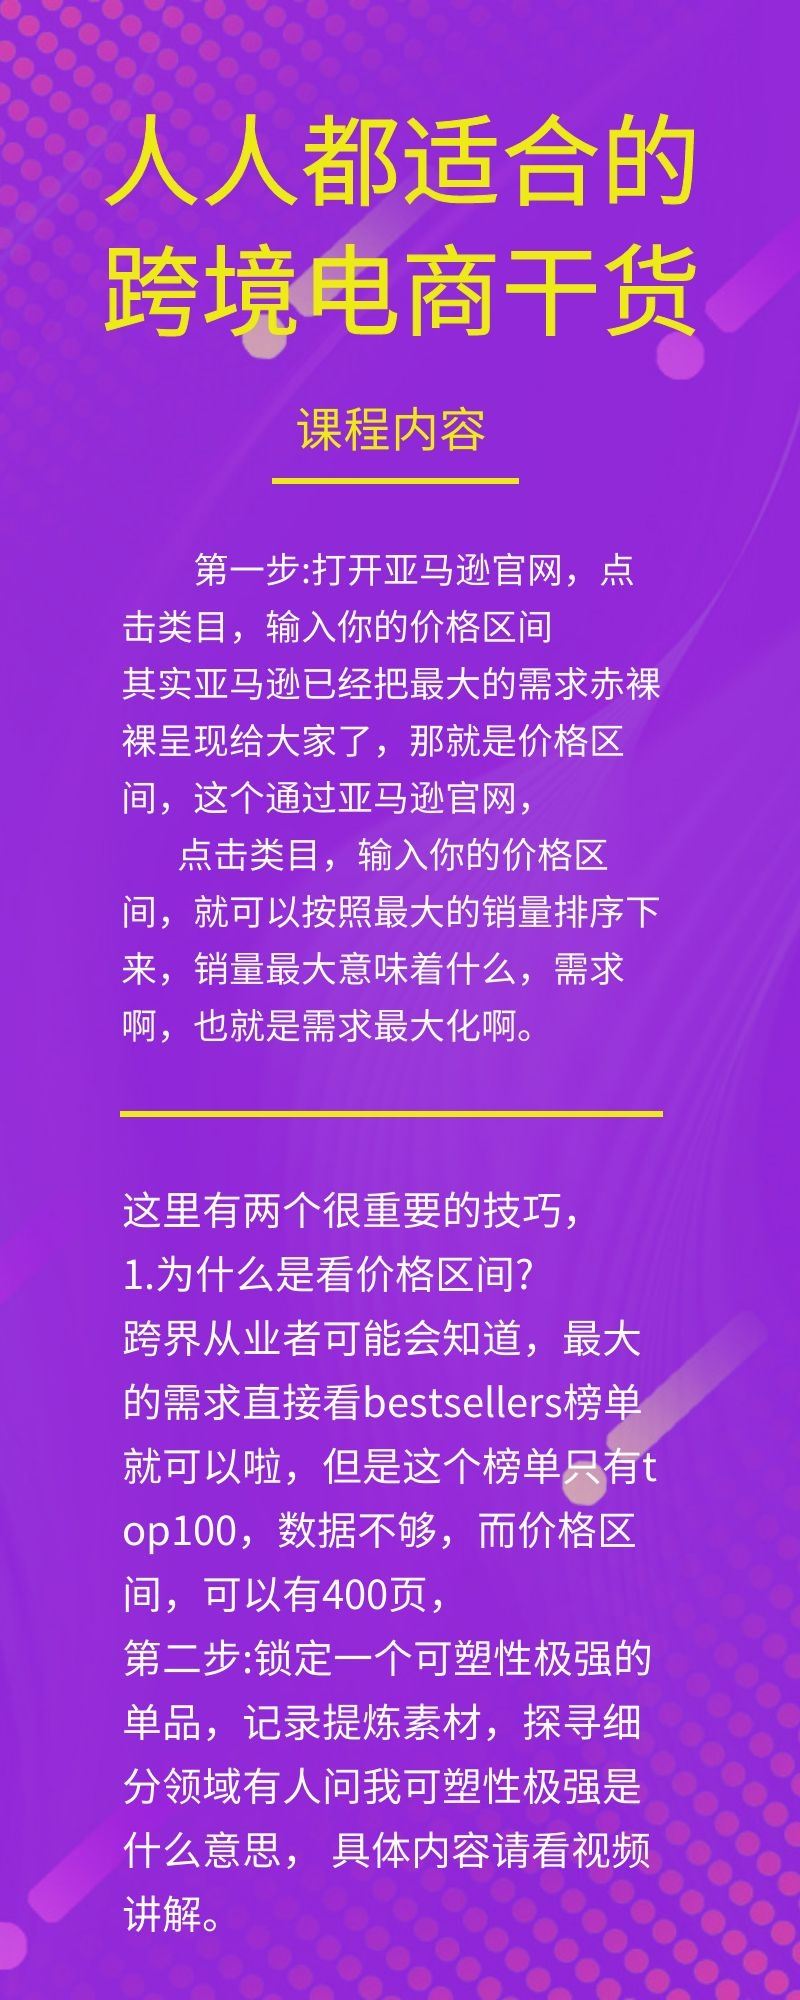 人人都适合的
跨境电商干货
课程内容
第一步:打开亚马逊官网，点
击类目，输入你的价格区间
其实亚马逊已经把最大的需求赤裸
裸呈现给大家了，那就是价格区
间，这个通过亚马逊官网，
点击类目，输入你的价格区
间，就可以按照最大的销量排序下
来，销量最大意味着什么，需求
啊，也就是需求最大化啊。
这里有两个很重要的技巧，
1.为什么是看价格区间?
跨界从业者可能会知道，最大
的需求直接看bestsellers榜单
就可以啦，但是这个榜单只有t
op100，数据不够，而价格区
间，可以有400页，
第二步:锁定一个可塑性极强的
单品，记录提炼素材，探寻细
分领域有人问我可塑性极强是
什么意思， 具体内容请看视频
讲解。